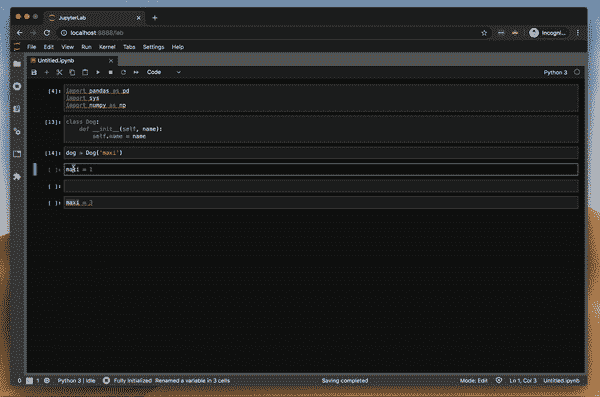 JupyterLab
localhost:8888/lab
Incogni...
File Edit View Run Kernel Tabs Settings Help
Untitled.ipynb
Code
Python 3
[4]: import pandas as pd
import sys
import numpy as np
[13]: class Dog:
def __init__(self, name):
self.name = name
[14]: dog = Dog('maxi')
[ ]: maxi = 1
[ ]:
[ ]: maxi = 3
0 1 Python 3 | Idle Fully initialized Renamed a variable in 3 cells Saving completed Mode: Edit Ln 1, Col 3 Untitled.ipynb